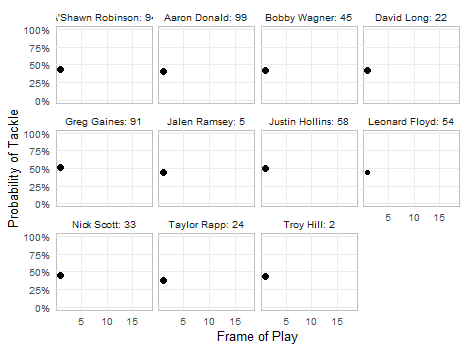 'Shawn Robinson: 94 Aaron Donald: 99 Bobby Wagner: 45 David Long: 22
100%
75%
50%
25%
0%
Greg Gaines: 91 Jalen Ramsey: 5 Justin Hollins: 58 Leonard Floyd: 54
100%
75%
50%
25%
0%
5 10 15
Nick Scott: 33 Taylor Rapp: 24 Troy Hill: 2
100%
75%
50%
25%
0%
5 10 15 5 10 15 5 10 15
Probability of Tackle
Frame of Play